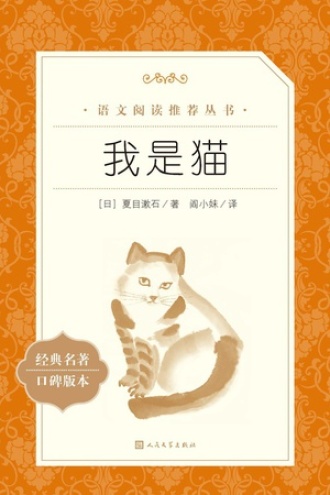 ·语文阅读推荐丛书·
我是猫
[日] 夏目漱石/著 阎小妹/译
经典名著
口碑版本
人民文学出版社